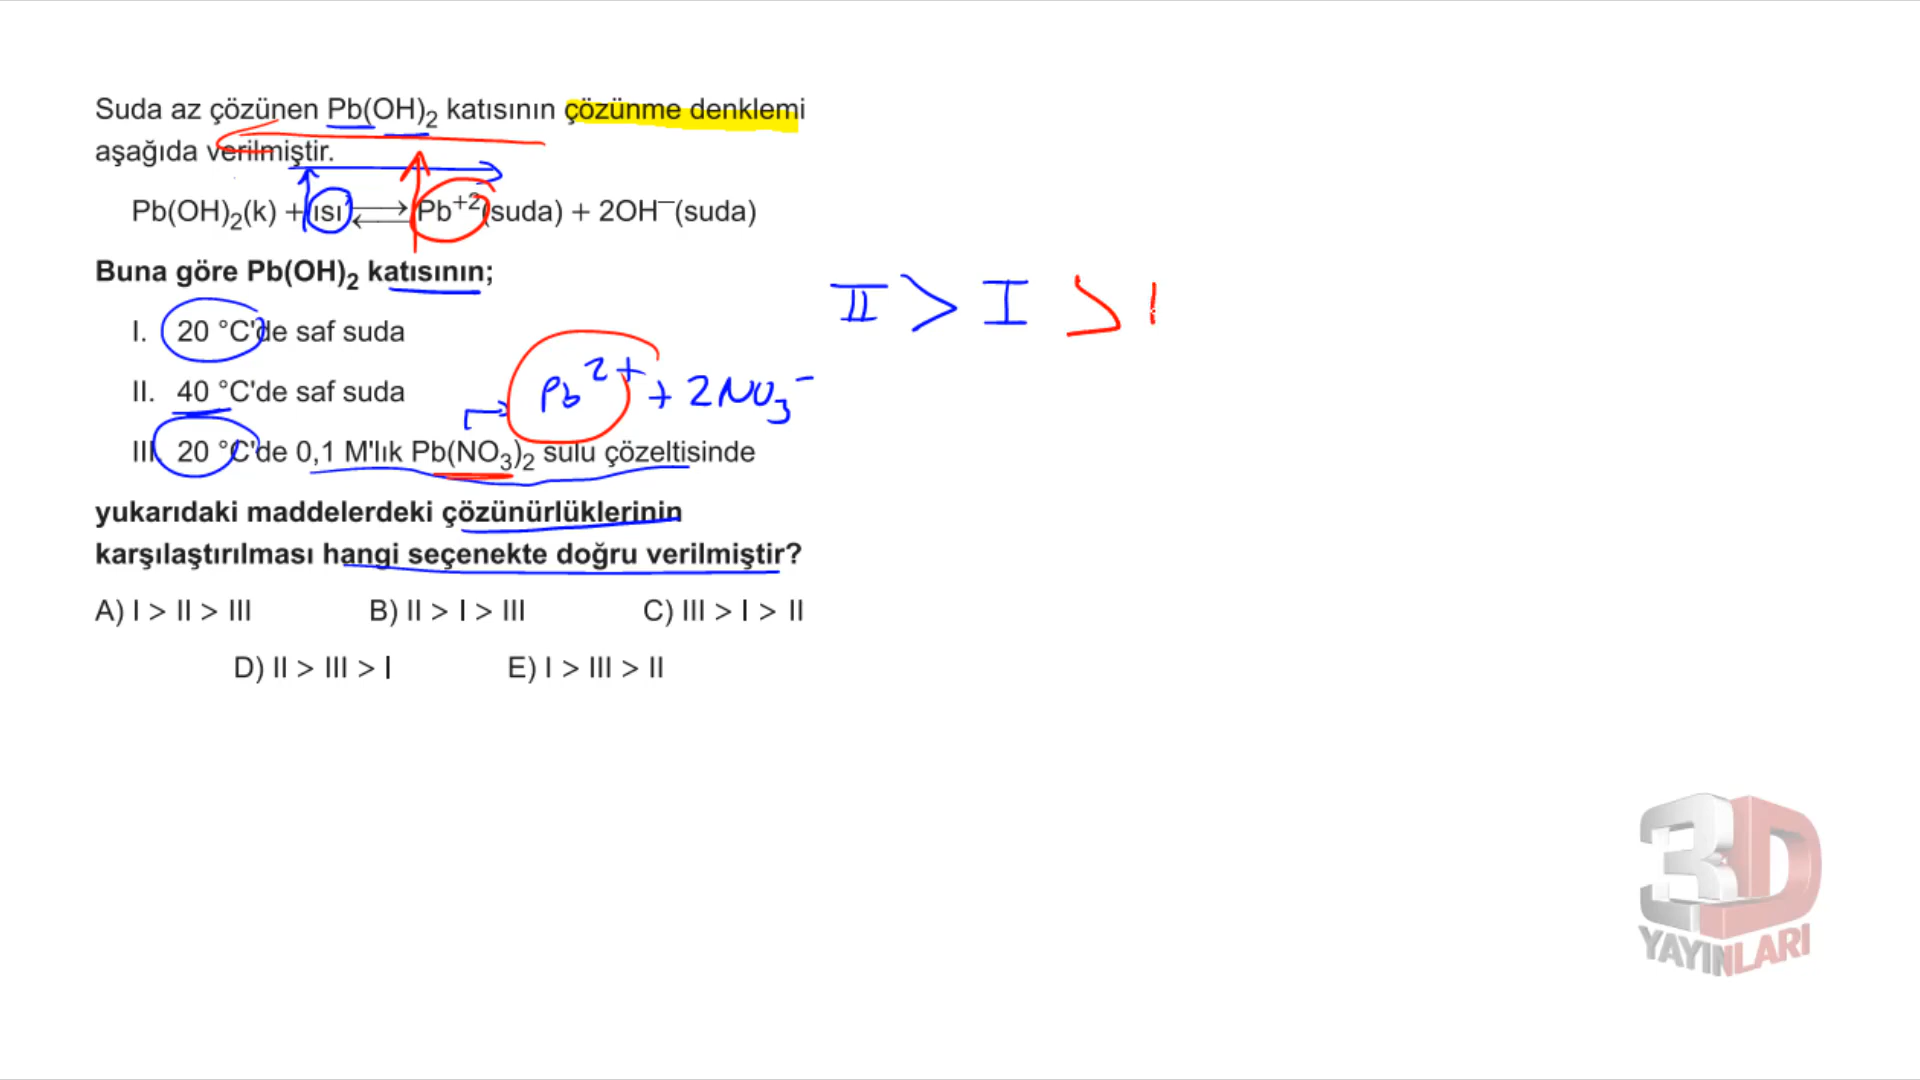 Suda az çözünen Pb(OH)₂ katısının çözünme denklemi
aşağıda verilmiştir.
Pb(OH)₂(k) + ısı ⇌ Pb⁺²(suda) + 2OH⁻(suda)
Buna göre Pb(OH)₂ katısının;
II > I > I
I. 20 °C'de saf suda
II. 40 °C'de saf suda
Pb²⁺ + 2NO₃⁻
III. 20 °C'de 0,1 M'lık Pb(NO₃)₂ sulu çözeltisinde
yukarıdaki maddelerdeki çözünürlüklerinin
karşılaştırılması hangi seçenekte doğru verilmiştir?
A) I > II > III B) II > I > III C) III > I > II
D) II > III > I E) I > III > II
3D
YAYINLARI